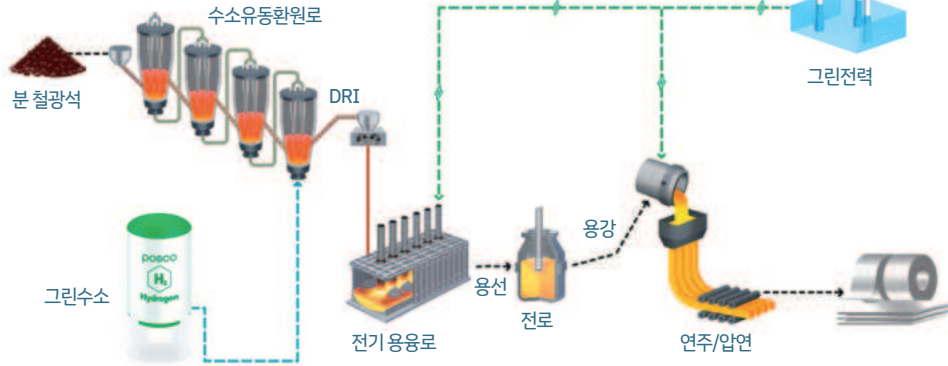 수소유동환원로
분 철광석
DRI
그린전력
posco
H₂
Hydrogen
그린수소
용강
용선
전로
전기 용융로
연주/압연